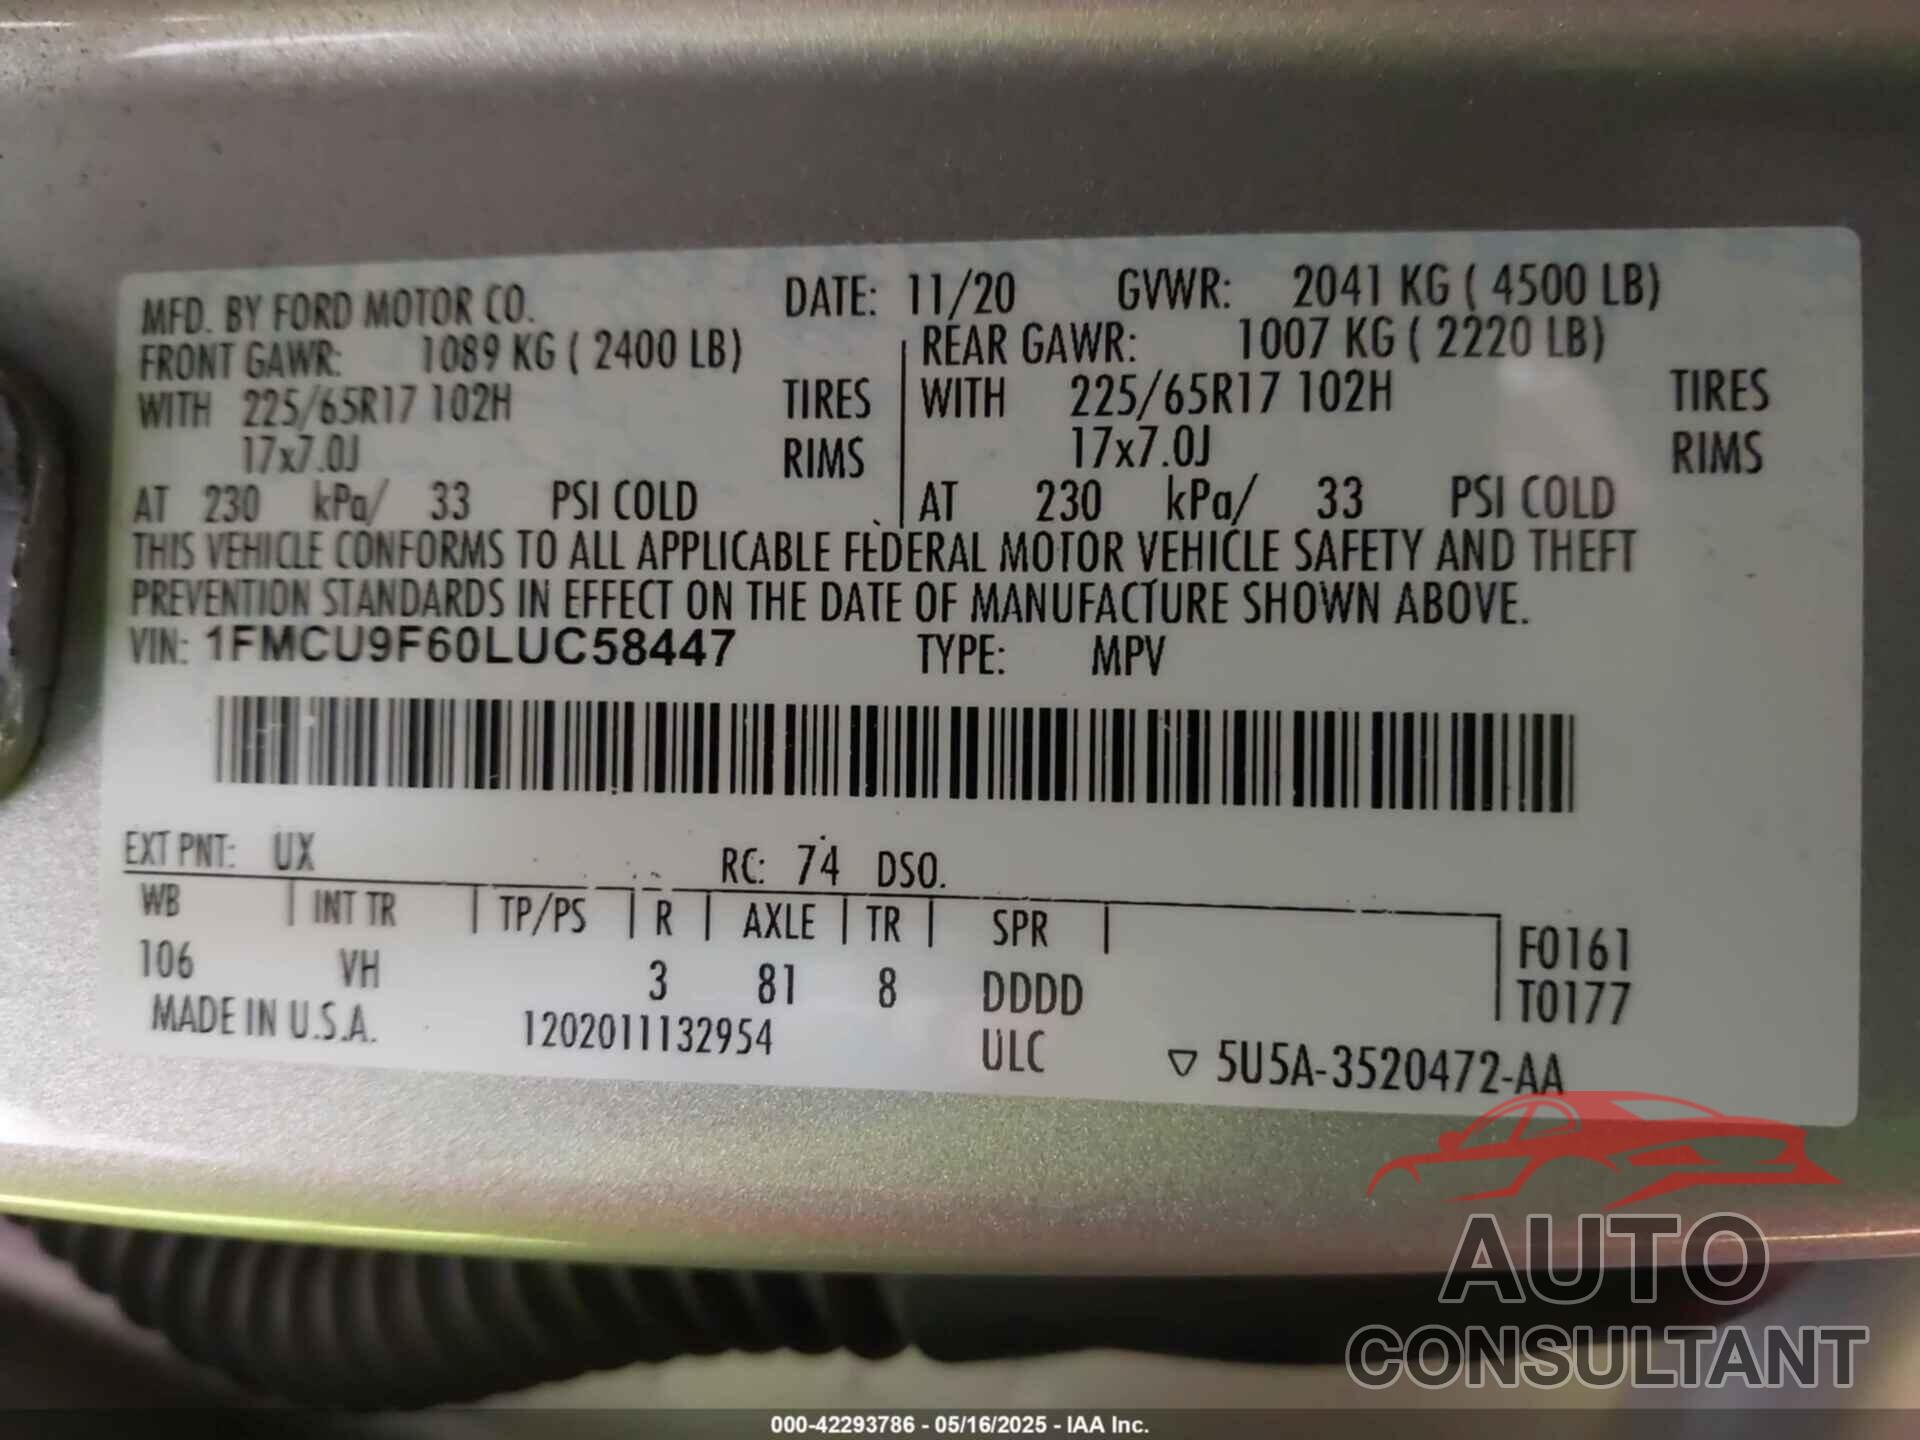 MFD. BY FORD MOTOR CO. DATE: 11/20 GVWR: 2041 KG ( 4500 LB)
FRONT GAWR: 1089 KG ( 2400 LB) REAR GAWR: 1007 KG ( 2220 LB)
WITH 225/65R17 102H TIRES WITH 225/65R17 102H TIRES
17x7.0J RIMS 17x7.0J RIMS
AT 230 kPa/ 33 PSI COLD AT 230 kPa/ 33 PSI COLD
THIS VEHICLE CONFORMS TO ALL APPLICABLE FEDERAL MOTOR VEHICLE SAFETY AND THEFT
PREVENTION STANDARDS IN EFFECT ON THE DATE OF MANUFACTURE SHOWN ABOVE.
VIN: 1FMCU9F60LUC58447 TYPE: MPV
EXT PNT: UX RC: 74 DSO.
WB INT TR TP/PS R AXLE TR SPR F0161
106 VH 3 81 8 DDDD T0177
MADE IN U.S.A. 1202011132954 ULC ▽ 5U5A-3520472-AA
AUTO
CONSULTANT
000-42293786 - 05/16/2025 - IAA Inc.